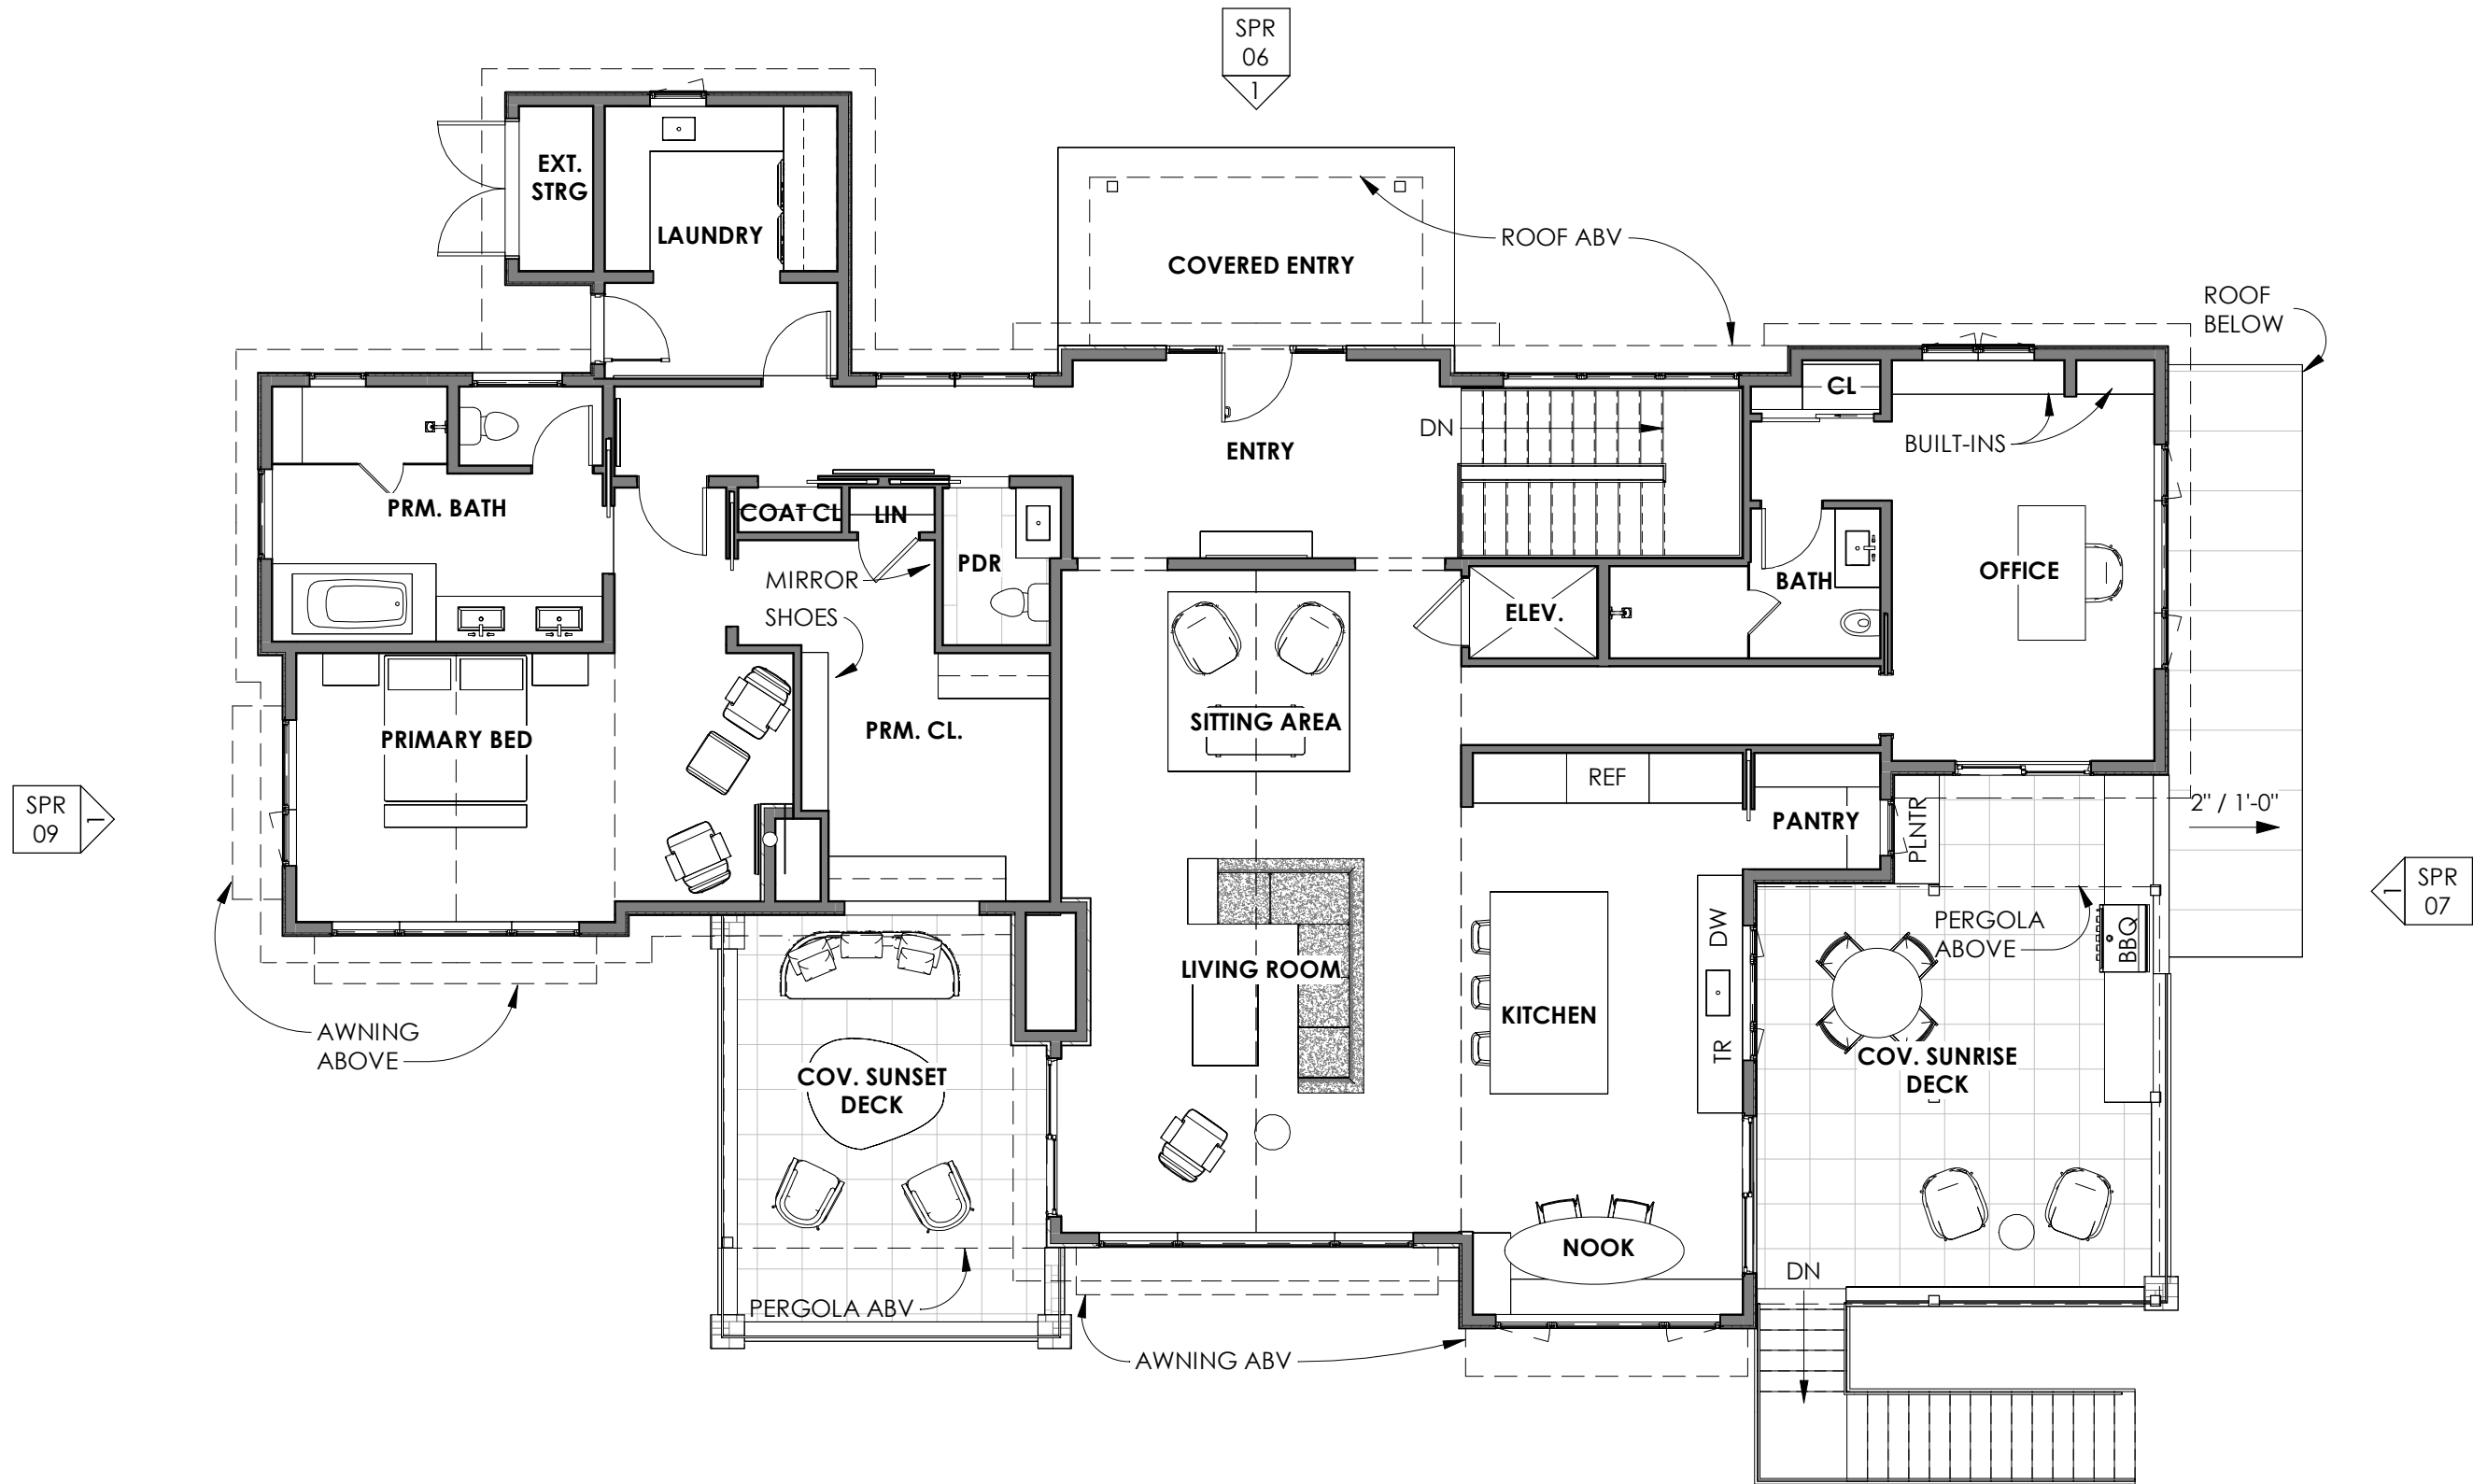 SPR
06
1
EXT.
STRG
LAUNDRY
COVERED ENTRY
ROOF ABV
ROOF
BELOW
CL
DN
BUILT-INS
ENTRY
PRM. BATH
COAT CL
LIN
PDR
MIRROR
SHOES
BATH
OFFICE
ELEV.
PRIMARY BED
PRM. CL.
SITTING AREA
REF
SPR
09
1
PANTRY
PLNTR
2" / 1'-0"
SPR
07
1
PERGOLA
ABOVE
BBQ
DW
LIVING ROOM
KITCHEN
TR
AWNING
ABOVE
COV. SUNSET
DECK
COV. SUNRISE
DECK
NOOK
DN
PERGOLA ABV
AWNING ABV